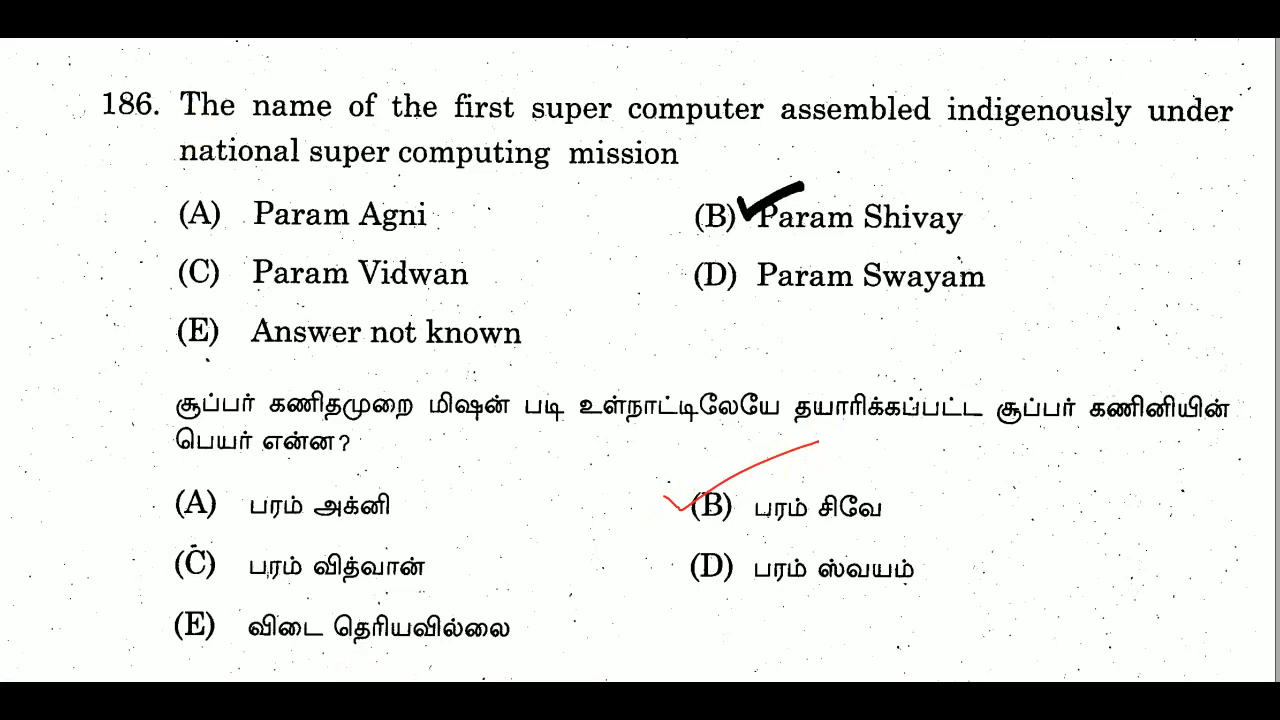 186. The name of the first super computer assembled indigenously under
national super computing mission
(A) Param Agni (B) Param Shivay
(C) Param Vidwan (D) Param Swayam
(E) Answer not known
சூப்பர் கணிதமுறை மிஷன் படி உள்நாட்டிலேயே தயாரிக்கப்பட்ட சூப்பர் கணினியின்
பெயர் என்ன?
(A) பரம் அக்னி (B) பரம் சிவே
(C) பரம் வித்வான் (D) பரம் ஸ்வயம்
(E) விடை தெரியவில்லை